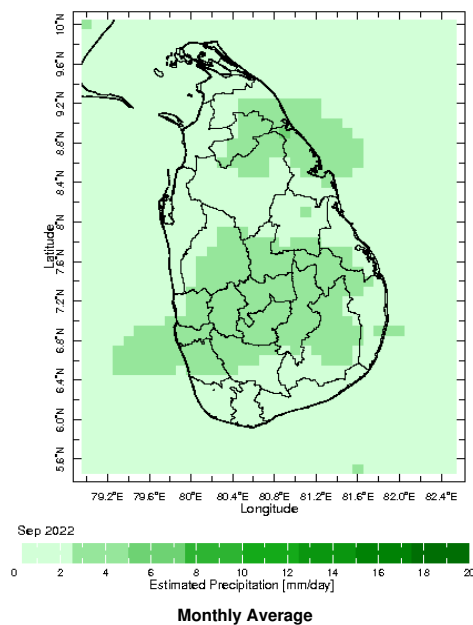 10°N
9.6°N
9.2°N
8.8°N
8.4°N
8°N
7.6°N
7.2°N
6.8°N
6.4°N
6.0°N
5.6°N
Latitude
79.2°E 79.6°E 80°E 80.4°E 80.8°E 81.2°E 81.6°E 82.0°E 82.4°E
Longitude
Sep 2022
0 2 4 6 8 10 12 14 16 18 20
Estimated Precipitation [mm/day]
Monthly Average